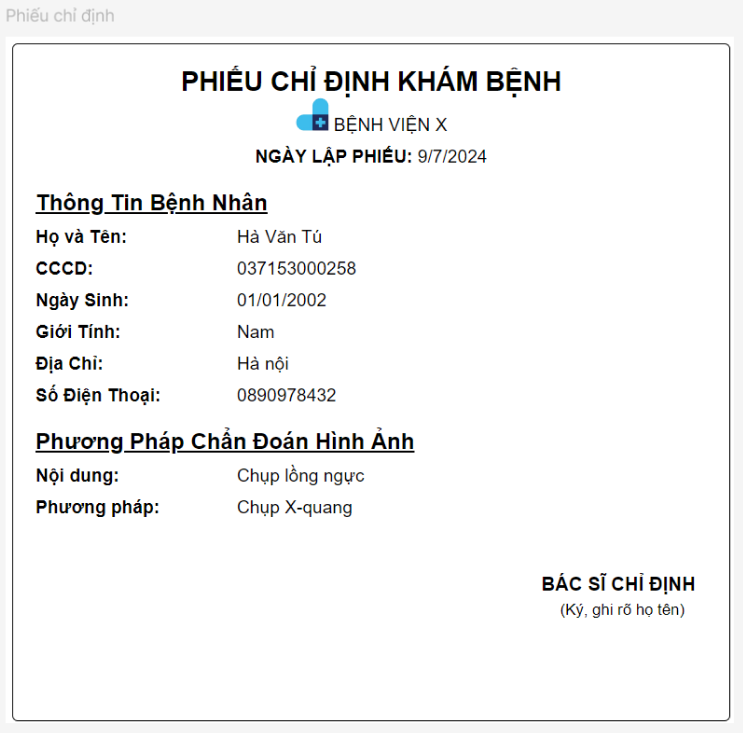 Phiếu chỉ định
PHIẾU CHỈ ĐỊNH KHÁM BỆNH
BỆNH VIỆN X
NGÀY LẬP PHIẾU: 9/7/2024
Thông Tin Bệnh Nhân
Họ và Tên: Hà Văn Tú
CCCD: 037153000258
Ngày Sinh: 01/01/2002
Giới Tính: Nam
Địa Chỉ: Hà nội
Số Điện Thoại: 0890978432
Phương Pháp Chẩn Đoán Hình Ảnh
Nội dung: Chụp lồng ngực
Phương pháp: Chụp X-quang
BÁC SĨ CHỈ ĐỊNH
(Ký, ghi rõ họ tên)